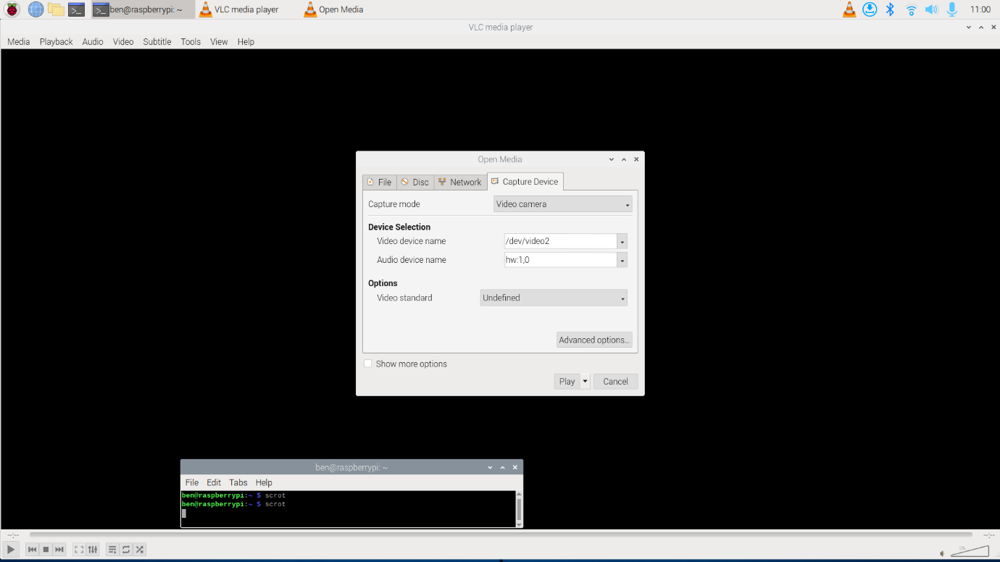 ben@raspberrypi: ~ VLC media player Open Media 11:00
VLC media player
Media Playback Audio Video Subtitle Tools View Help
Open Media
File Disc Network Capture Device
Capture mode Video camera
Device Selection
Video device name /dev/video2
Audio device name hw:1,0
Options
Video standard Undefined
Advanced options...
Show more options
Play Cancel
ben@raspberrypi: ~
File Edit Tabs Help
ben@raspberrypi:~ $ scrot
ben@raspberrypi:~ $ scrot
--:-- --:--
0%